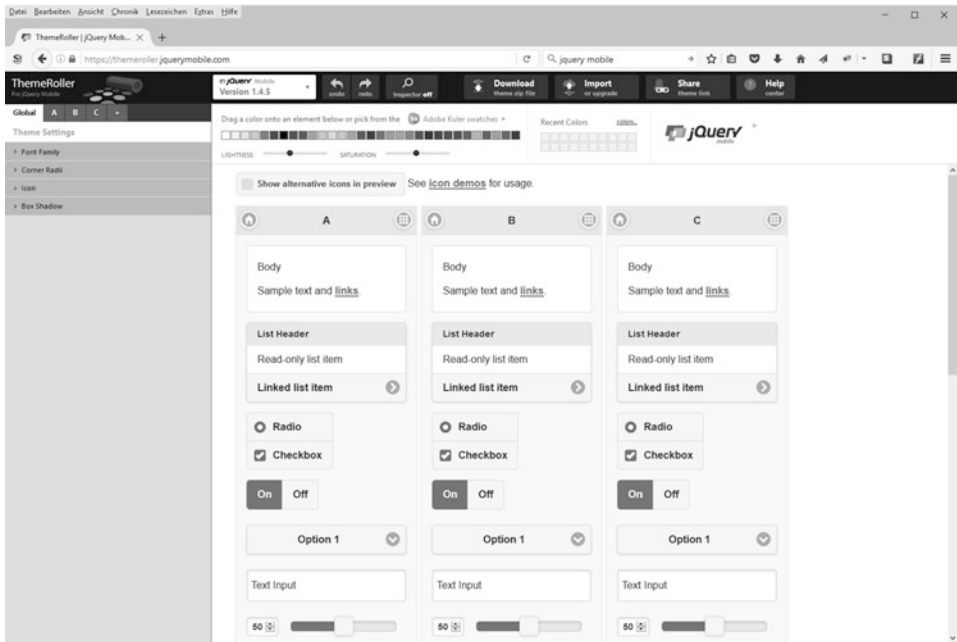 Datei Bearbeiten Ansicht Chronik Lesezeichen Extras Hilfe
ThemeRoller | jQuery Mob... × +
https://themeroller.jquerymobile.com
jquery mobile
ThemeRoller
For jQuery Mobile
jQuery Mobile
Version 1.4.5
undo
redo
Inspector off
Download
theme zip file
Import
or upgrade
Share
theme link
Help
center
Global A B C +
Theme Settings
Font Family
Corner Radii
Icon
Box Shadow
Drag a color onto an element below or pick from the Adobe Kuler swatches
LIGHTNESS SATURATION
Recent Colors colors...
jQuery
mobile
Show alternative icons in preview See icon demos for usage.
A B C
Body Body Body
Sample text and links. Sample text and links. Sample text and links.
List Header List Header List Header
Read-only list item Read-only list item Read-only list item
Linked list item Linked list item Linked list item
Radio Radio Radio
Checkbox Checkbox Checkbox
On Off On Off On Off
Option 1 Option 1 Option 1
Text Input Text Input Text Input
50 50 50